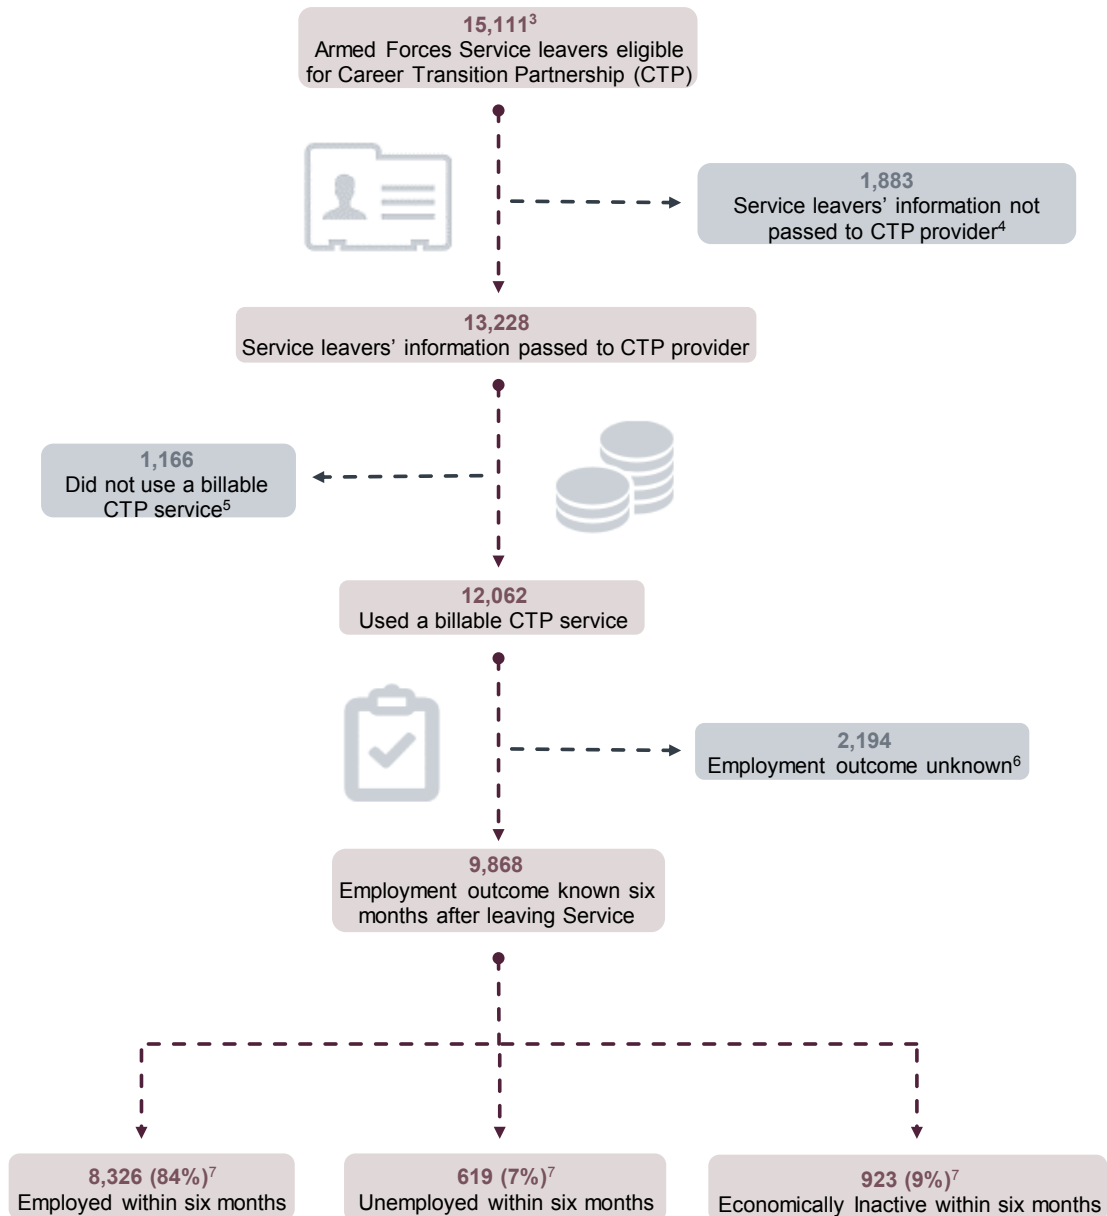 15,111³
Armed Forces Service leavers eligible
for Career Transition Partnership (CTP)
1,883
Service leavers’ information not
passed to CTP provider⁴
13,228
Service leavers’ information passed to CTP provider
1,166
Did not use a billable
CTP service⁵
12,062
Used a billable CTP service
2,194
Employment outcome unknown⁶
9,868
Employment outcome known six
months after leaving Service
8,326 (84%)⁷
Employed within six months
619 (7%)⁷
Unemployed within six months
923 (9%)⁷
Economically Inactive within six months